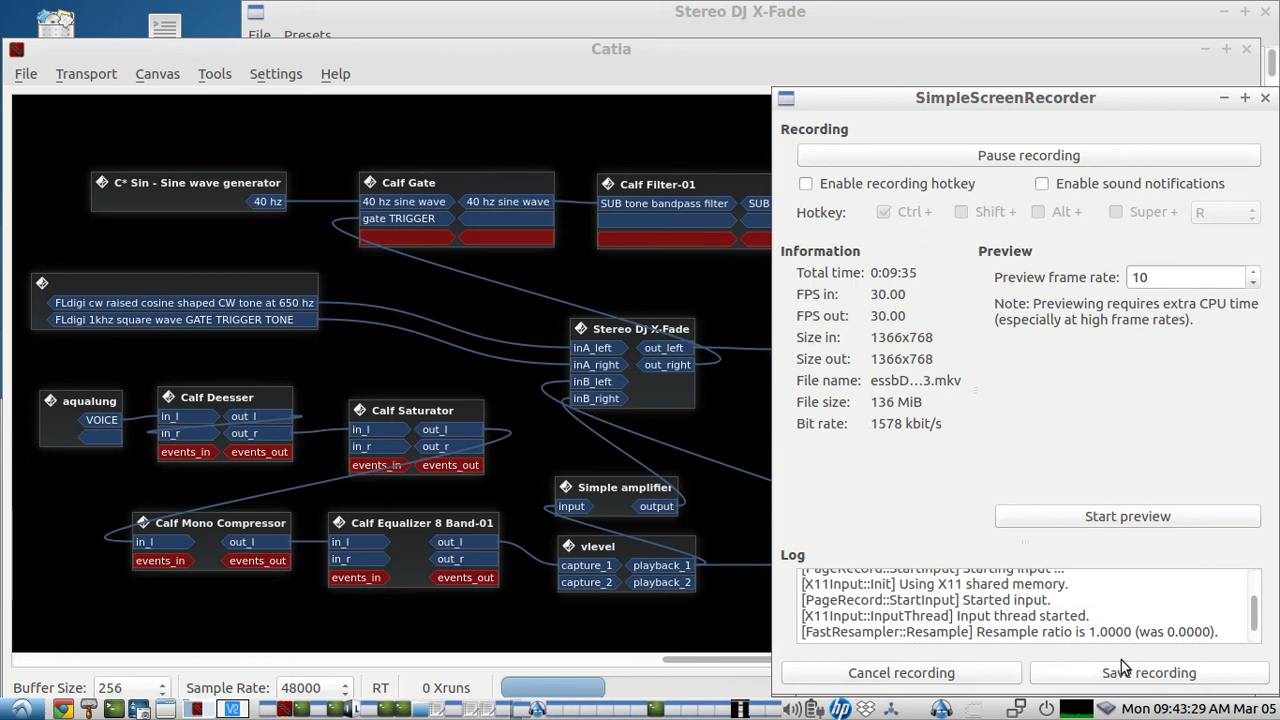 Stereo DJ X-Fade
File Presets
Catia
File Transport Canvas Tools Settings Help
C* Sin - Sine wave generator
40 hz
Calf Gate
40 hz sine wave 40 hz sine wave
gate TRIGGER
Calf Filter-01
SUB tone bandpass filter SUB
FLdigi cw raised cosine shaped CW tone at 650 hz
FLdigi 1khz square wave GATE TRIGGER TONE
Stereo Dj X-Fade
inA_left out_left
inA_right out_right
inB_left
inB_right
aqualung
VOICE
Calf Deesser
in_l out_l
in_r out_r
events_in events_out
Calf Saturator
in_l out_l
in_r out_r
events_in events_out
Simple amplifier
input output
Calf Mono Compressor
in_l out_l
events_in events_out
Calf Equalizer 8 Band-01
in_l out_l
in_r out_r
events_in events_out
vlevel
capture_1 playback_1
capture_2 playback_2
Buffer Size: 256 Sample Rate: 48000 RT 0 Xruns
SimpleScreenRecorder
Recording
Pause recording
Enable recording hotkey Enable sound notifications
Hotkey: Ctrl + Shift + Alt + Super + R
Information
Total time: 0:09:35
FPS in: 30.00
FPS out: 30.00
Size in: 1366x768
Size out: 1366x768
File name: essbD...3.mkv
File size: 136 MiB
Bit rate: 1578 kbit/s
Preview
Preview frame rate: 10
Note: Previewing requires extra CPU time
(especially at high frame rates).
Start preview
Log
[PageRecord::StartInput] Starting input ...
[X11Input::Init] Using X11 shared memory.
[PageRecord::StartInput] Started input.
[X11Input::InputThread] Input thread started.
[FastResampler::Resample] Resample ratio is 1.0000 (was 0.0000).
Cancel recording Save recording
Mon 09:43:29 AM Mar 05